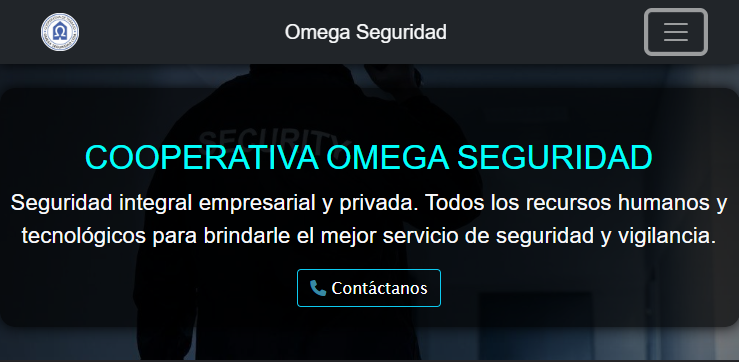 Omega Seguridad
SECURITY
COOPERATIVA OMEGA SEGURIDAD
Seguridad integral empresarial y privada. Todos los recursos humanos y
tecnológicos para brindarle el mejor servicio de seguridad y vigilancia.
Contáctanos